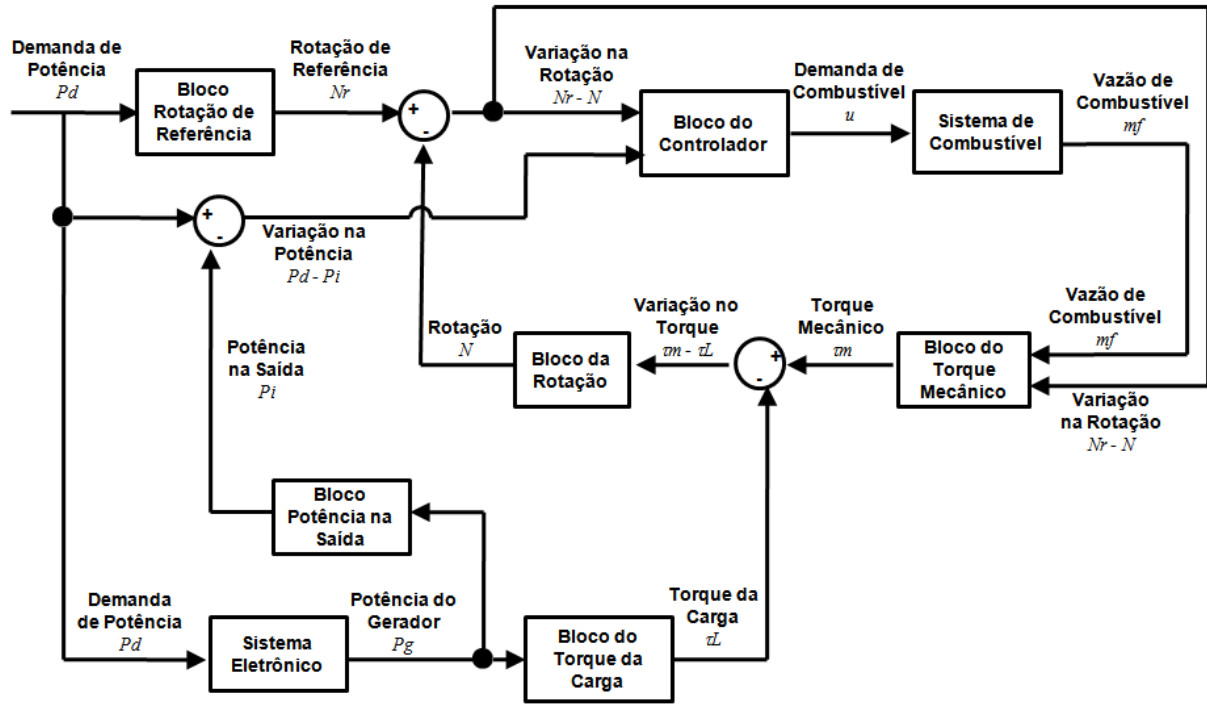 Demanda de
Potência
Pd
Bloco
Rotação de
Referência
Rotação de
Referência
Nr
+
-
Variação na
Rotação
Nr - N
Bloco do
Controlador
Demanda de
Combustível
u
Sistema de
Combustível
Vazão de
Combustível
mf
+
-
Variação na
Potência
Pd - Pi
Potência
na Saída
Pi
Rotação
N
Bloco da
Rotação
Variação no
Torque
τm - τL
+
-
Torque
Mecânico
τm
Bloco do
Torque
Mecânico
Vazão de
Combustível
mf
Variação
na Rotação
Nr - N
Bloco
Potência na
Saída
Demanda
de Potência
Pd
Sistema
Eletrônico
Potência do
Gerador
Pg
Bloco do
Torque da
Carga
Torque da
Carga
τL